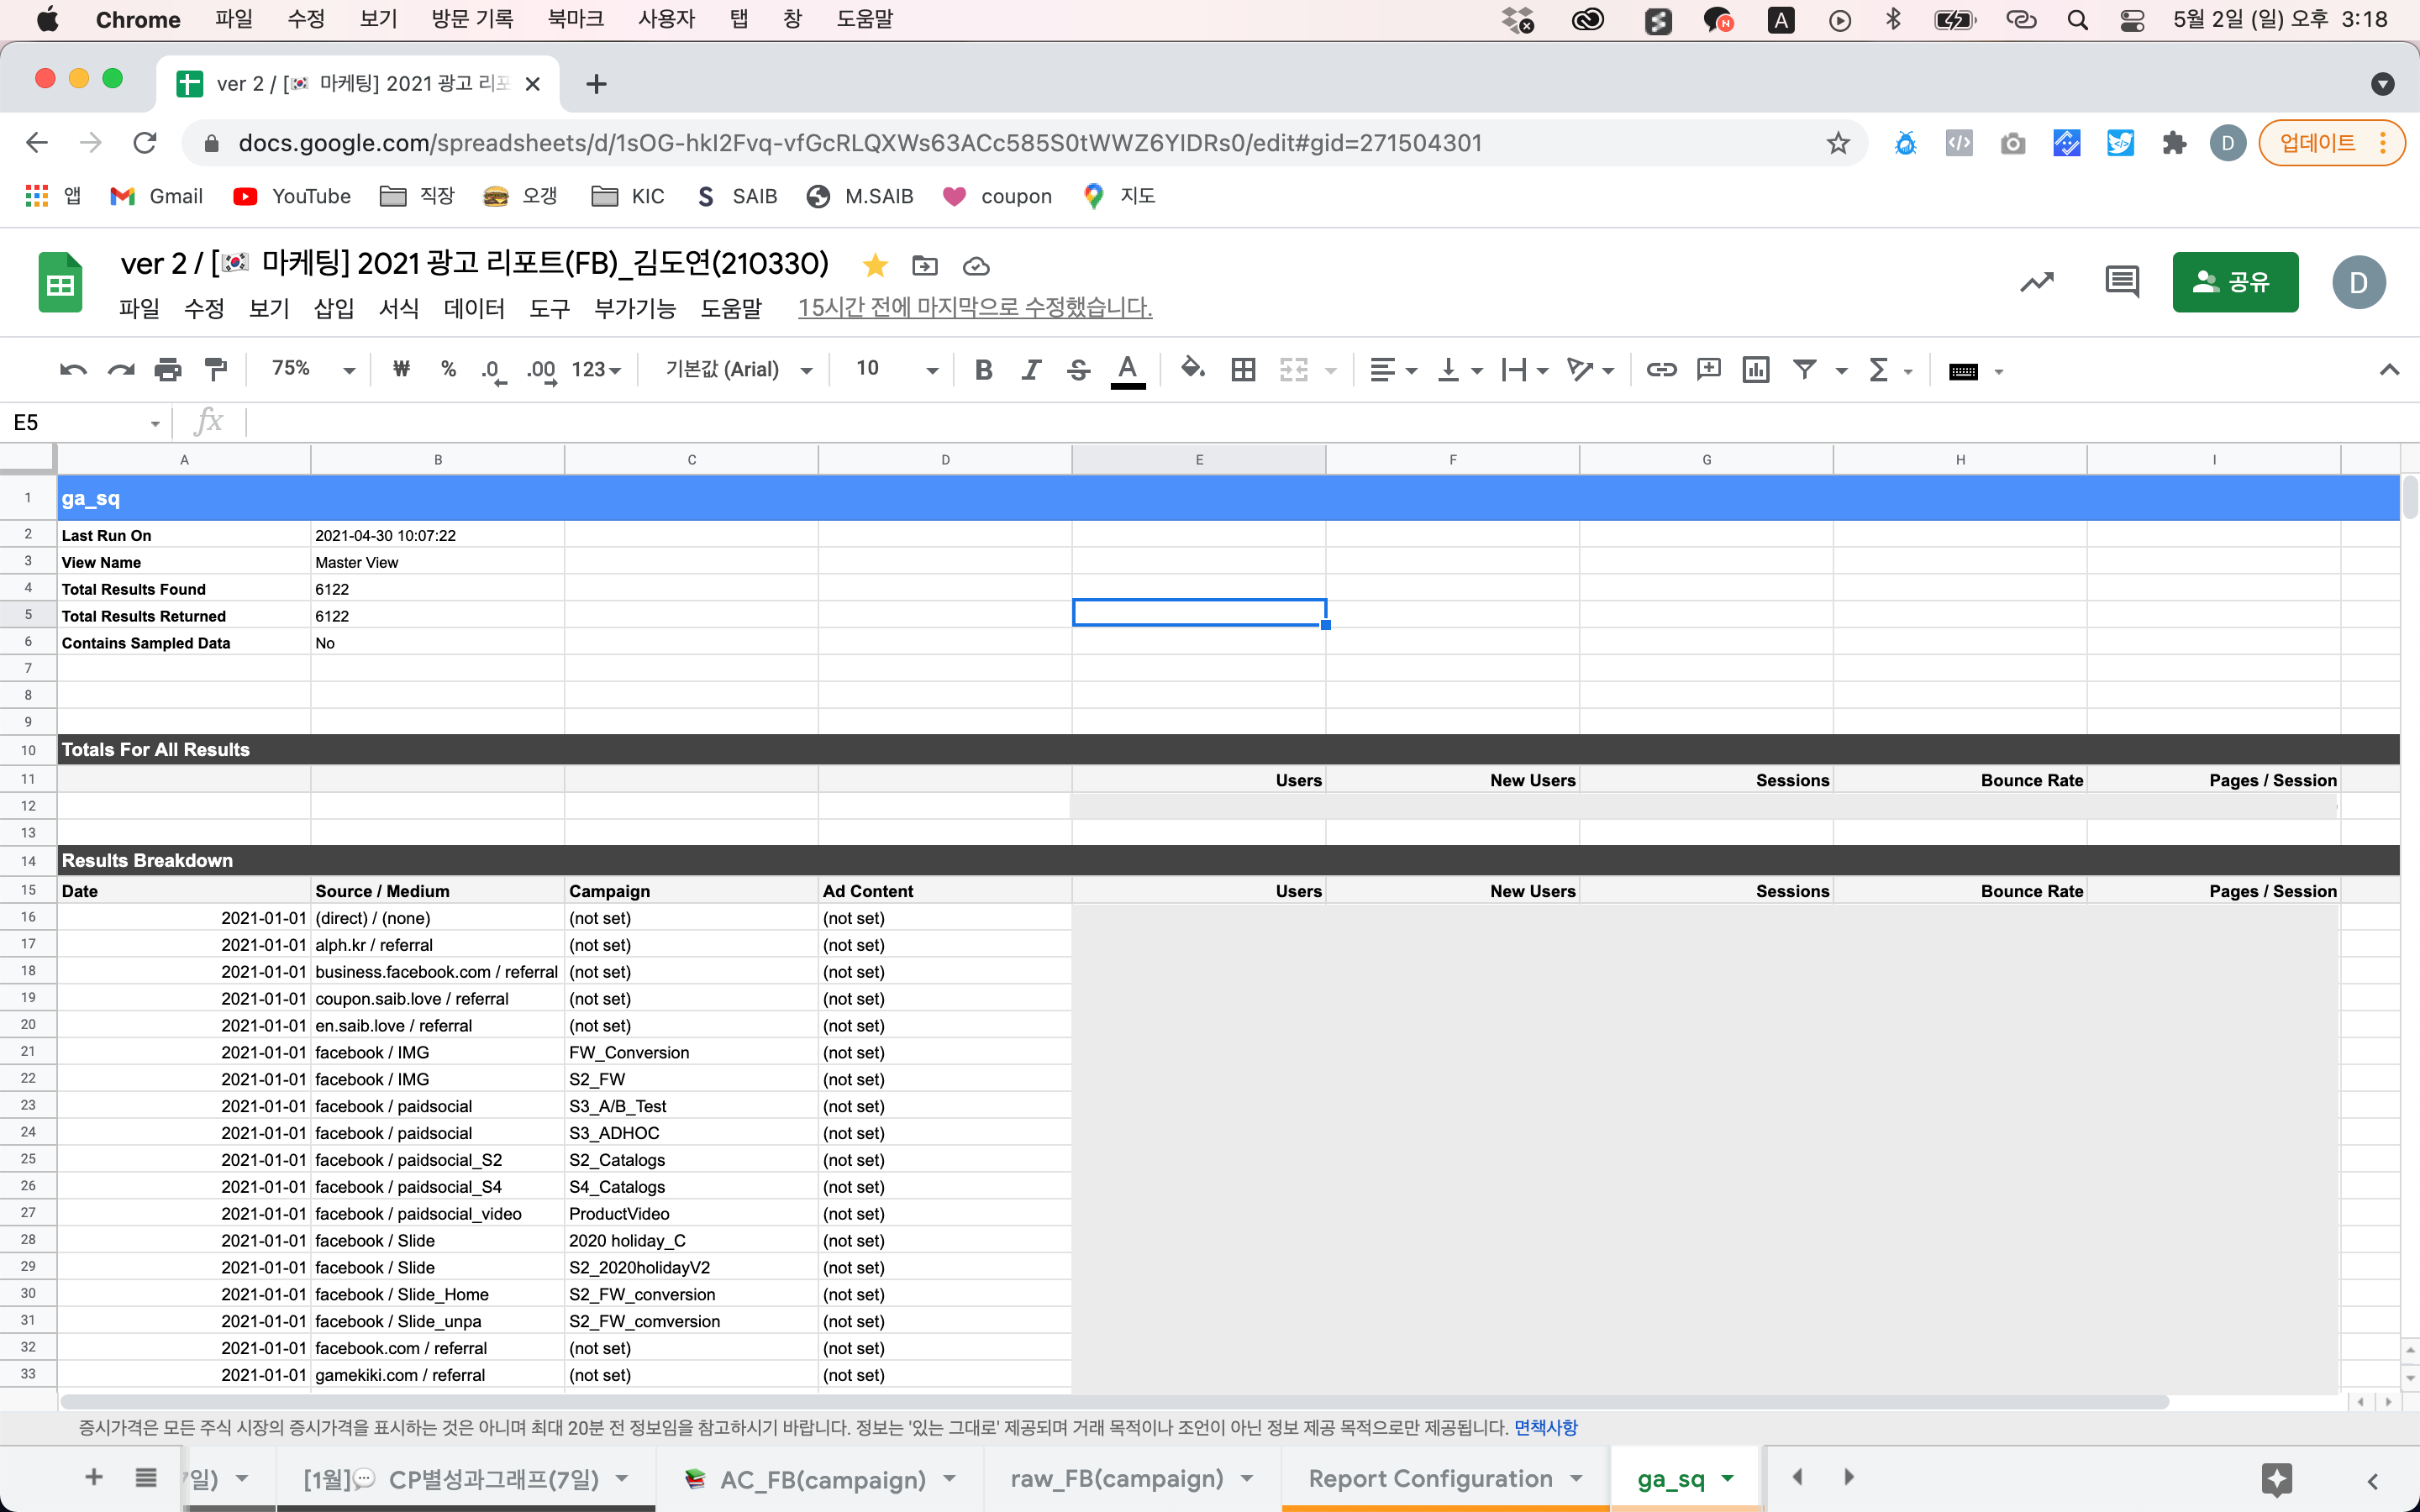 Chrome 파일 수정 보기 방문 기록 북마크 사용자 탭 창 도움말 A 5월 2일 (일) 오후 3:18
ver 2 / [🇰🇷 마케팅] 2021 광고 리포
docs.google.com/spreadsheets/d/1sOG-hkI2Fvq-vfGcRLQXWs63ACc585S0tWWZ6YIDRs0/edit#gid=271504301 D 업데이트
앱 Gmail YouTube 직장 오갱 KIC S SAIB M.SAIB coupon 지도
ver 2 / [🇰🇷 마케팅] 2021 광고 리포트(FB)_김도연(210330)
공유 D
파일 수정 보기 삽입 서식 데이터 도구 부가기능 도움말 15시간 전에 마지막으로 수정했습니다.
75% ₩ % .0 .00 123 기본값 (Arial) 10 B I S A
E5 fx
A B C D E F G H I
1 ga_sq
2 Last Run On 2021-04-30 10:07:22
3 View Name Master View
4 Total Results Found 6122
5 Total Results Returned 6122
6 Contains Sampled Data No
7
8
9
10 Totals For All Results
11 Users New Users Sessions Bounce Rate Pages / Session
12
13
14 Results Breakdown
15 Date Source / Medium Campaign Ad Content Users New Users Sessions Bounce Rate Pages / Session
16 2021-01-01 (direct) / (none) (not set) (not set)
17 2021-01-01 alph.kr / referral (not set) (not set)
18 2021-01-01 business.facebook.com / referral (not set) (not set)
19 2021-01-01 coupon.saib.love / referral (not set) (not set)
20 2021-01-01 en.saib.love / referral (not set) (not set)
21 2021-01-01 facebook / IMG FW_Conversion (not set)
22 2021-01-01 facebook / IMG S2_FW (not set)
23 2021-01-01 facebook / paidsocial S3_A/B_Test (not set)
24 2021-01-01 facebook / paidsocial S3_ADHOC (not set)
25 2021-01-01 facebook / paidsocial_S2 S2_Catalogs (not set)
26 2021-01-01 facebook / paidsocial_S4 S4_Catalogs (not set)
27 2021-01-01 facebook / paidsocial_video ProductVideo (not set)
28 2021-01-01 facebook / Slide 2020 holiday_C (not set)
29 2021-01-01 facebook / Slide S2_2020holidayV2 (not set)
30 2021-01-01 facebook / Slide_Home S2_FW_conversion (not set)
31 2021-01-01 facebook / Slide_unpa S2_FW_comversion (not set)
32 2021-01-01 facebook.com / referral (not set) (not set)
33 2021-01-01 gamekiki.com / referral (not set) (not set)
증시가격은 모든 주식 시장의 증시가격을 표시하는 것은 아니며 최대 20분 전 정보임을 참고하시기 바랍니다. 정보는 '있는 그대로' 제공되며 거래 목적이나 조언이 아닌 정보 제공 목적으로만 제공됩니다. 면책사항
7일) [1월]💬 CP별성과그래프(7일) 📚 AC_FB(campaign) raw_FB(campaign) Report Configuration ga_sq